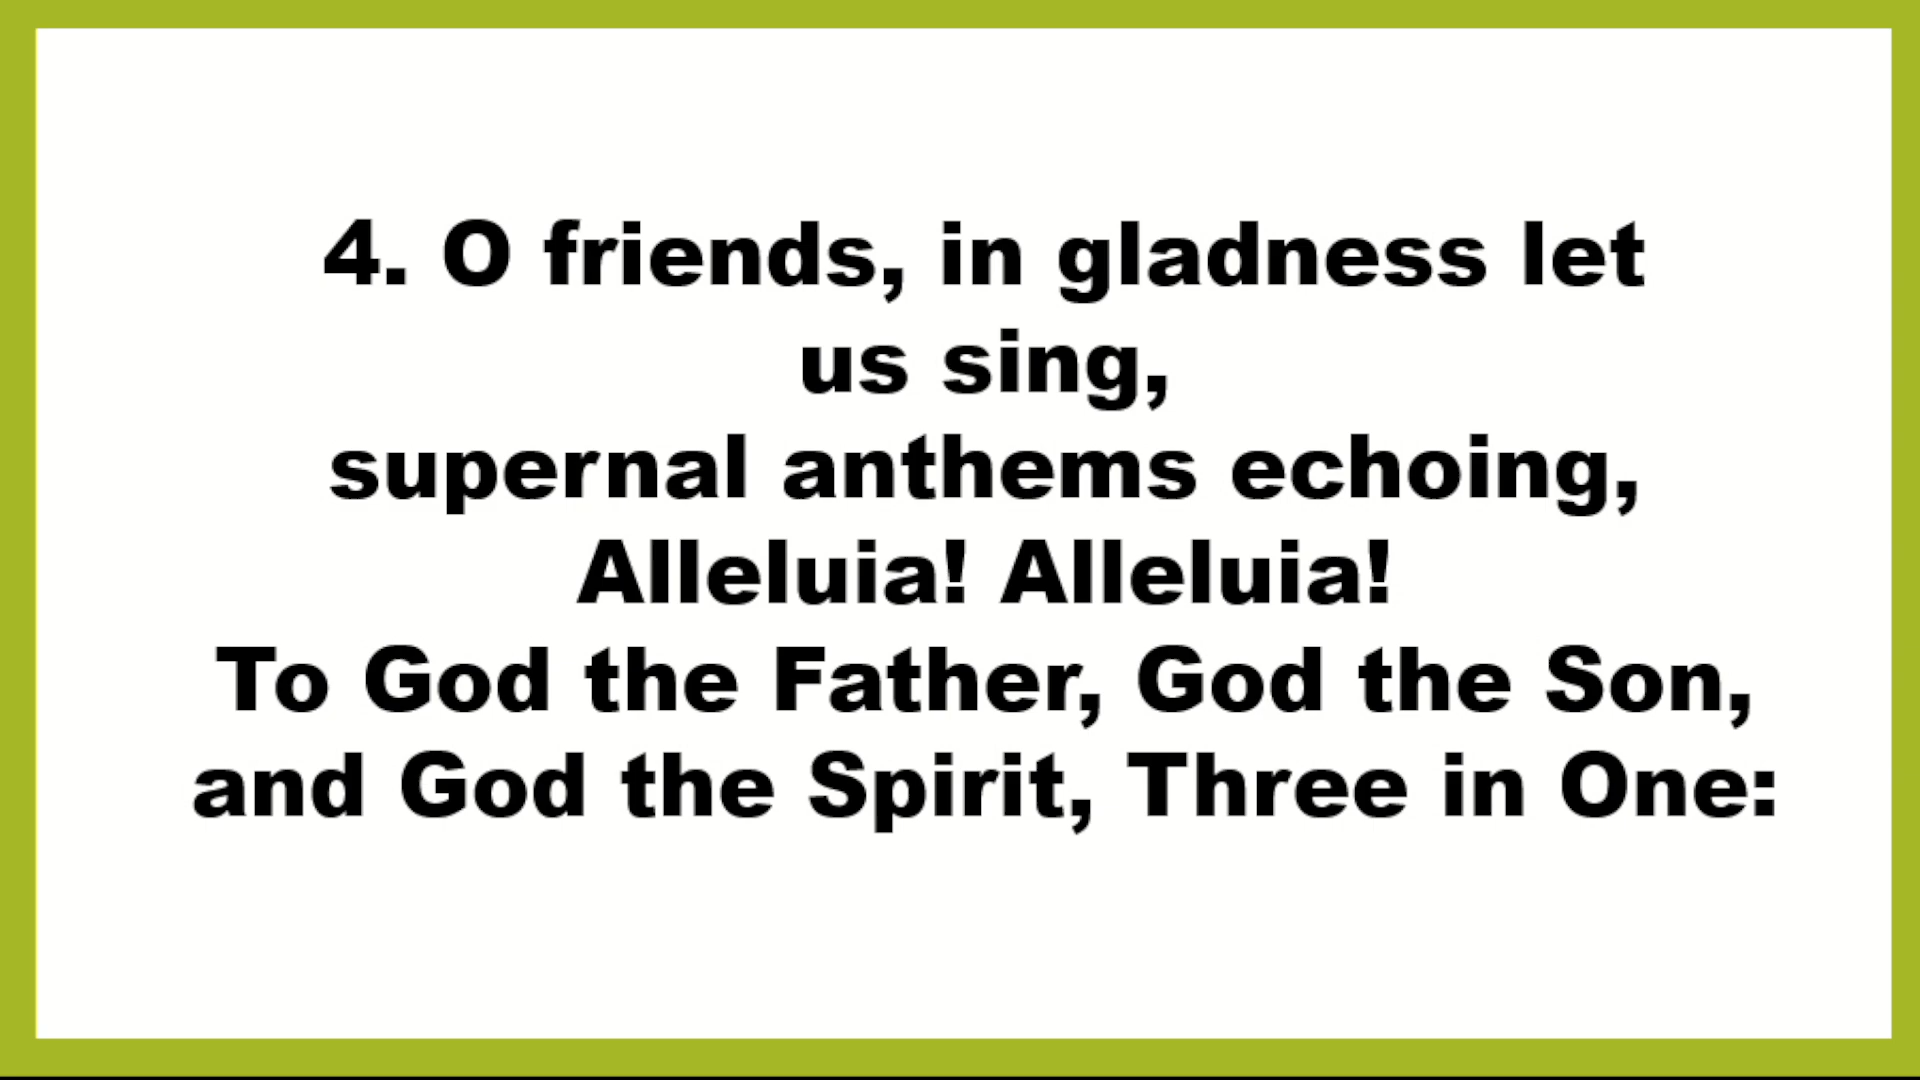 4. O friends, in gladness let
us sing,
supernal anthems echoing,
Alleluia! Alleluia!
To God the Father, God the Son,
and God the Spirit, Three in One: